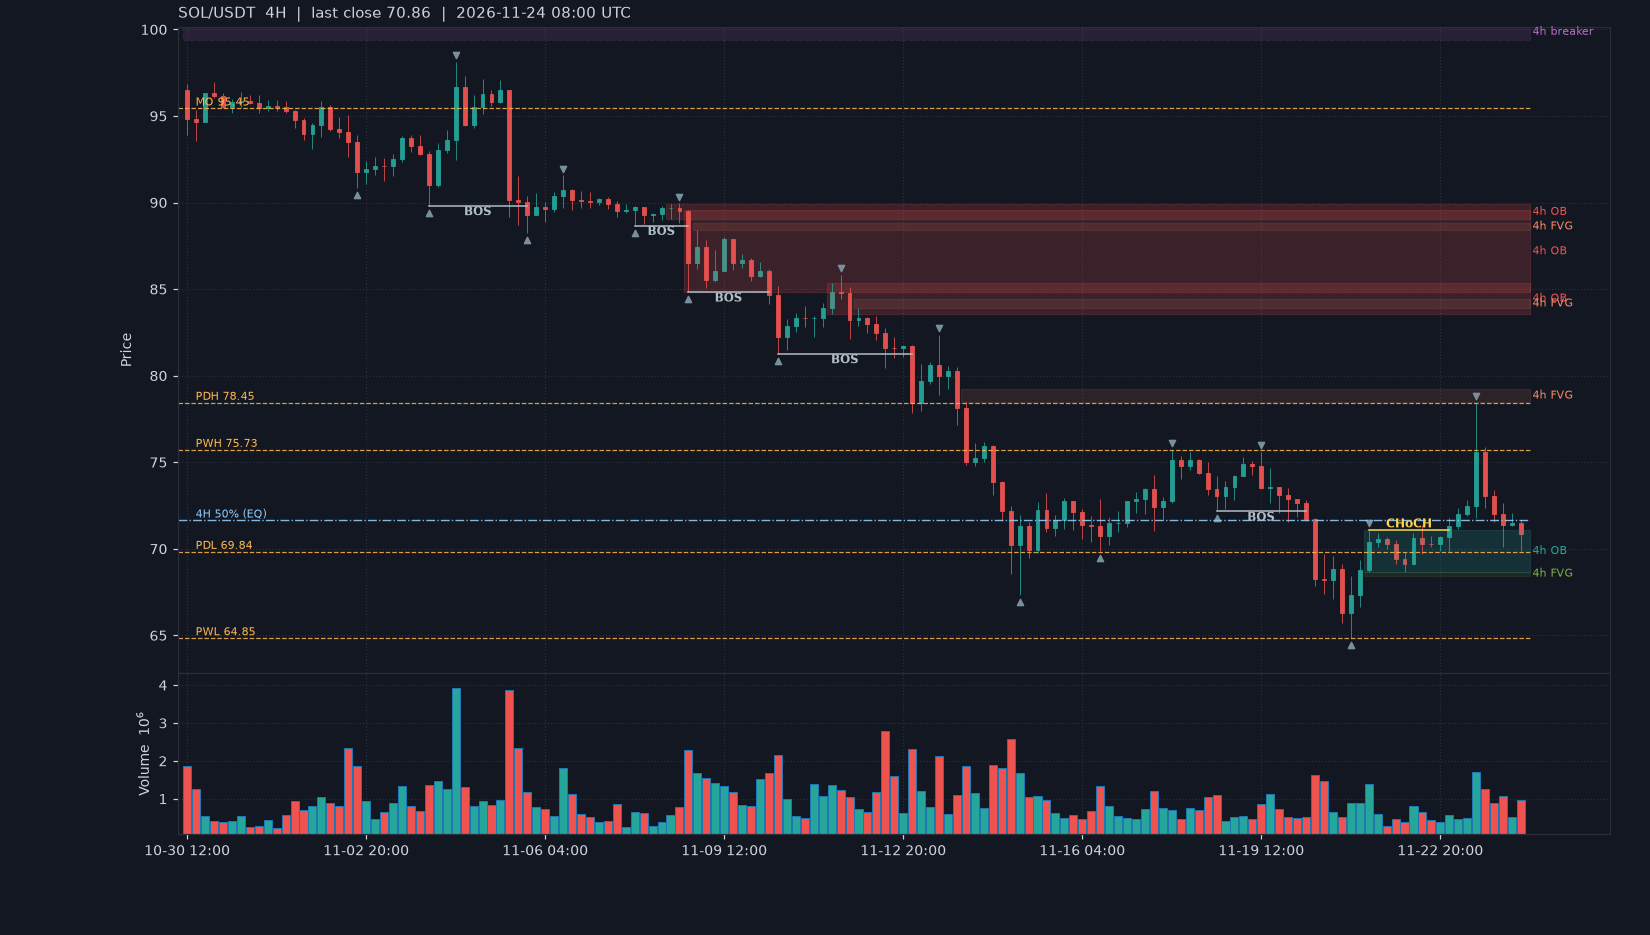 SOL/USDT 4H | last close 70.86 | 2026-11-24 08:00 UTC
100
4h breaker
MO 95.45
95
90
BOS
4h OB
BOS
4h FVG
4h OB
85
BOS
4h OB
4h FVG
Price
BOS
80
PDH 78.45
4h FVG
PWH 75.73
75
4H 50% (EQ)
BOS
CHoCH
PDL 69.84
70
4h OB
4h FVG
PWL 64.85
65
Volume 10⁶
4
3
2
1
10-30 12:00
11-02 20:00
11-06 04:00
11-09 12:00
11-12 20:00
11-16 04:00
11-19 12:00
11-22 20:00